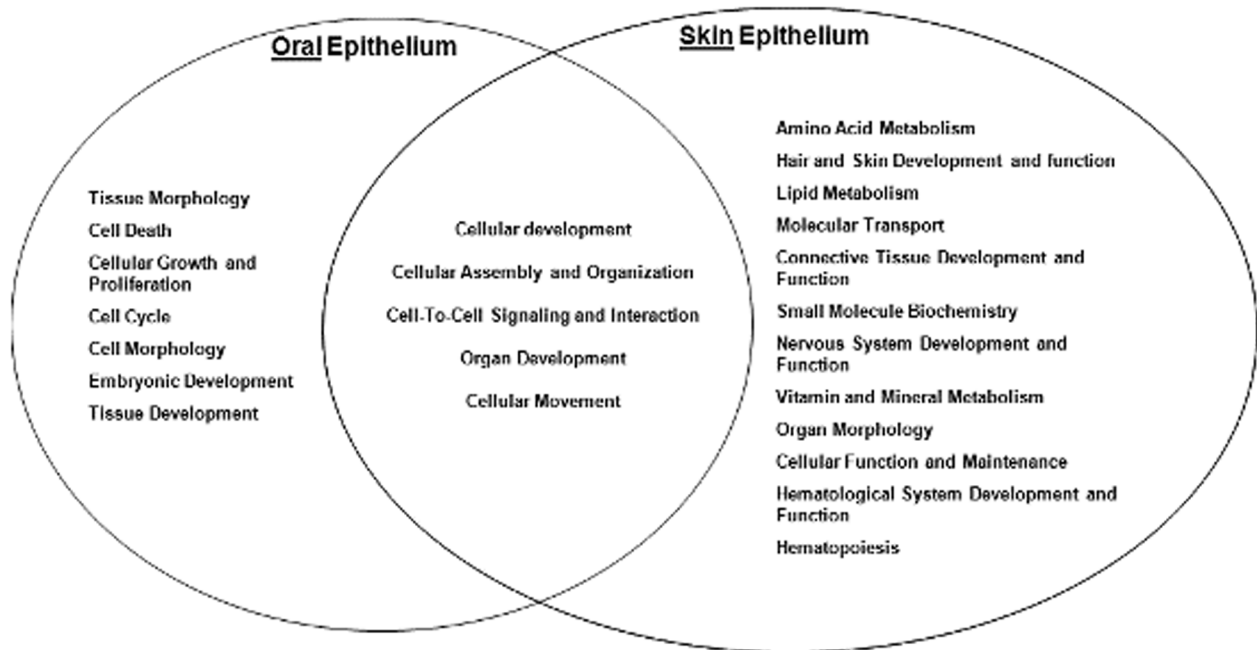 Oral Epithelium
Skin Epithelium
Tissue Morphology
Cell Death
Cellular Growth and
Proliferation
Cell Cycle
Cell Morphology
Embryonic Development
Tissue Development
Cellular development
Cellular Assembly and Organization
Cell-To-Cell Signaling and Interaction
Organ Development
Cellular Movement
Amino Acid Metabolism
Hair and Skin Development and function
Lipid Metabolism
Molecular Transport
Connective Tissue Development and
Function
Small Molecule Biochemistry
Nervous System Development and
Function
Vitamin and Mineral Metabolism
Organ Morphology
Cellular Function and Maintenance
Hematological System Development and
Function
Hematopoiesis